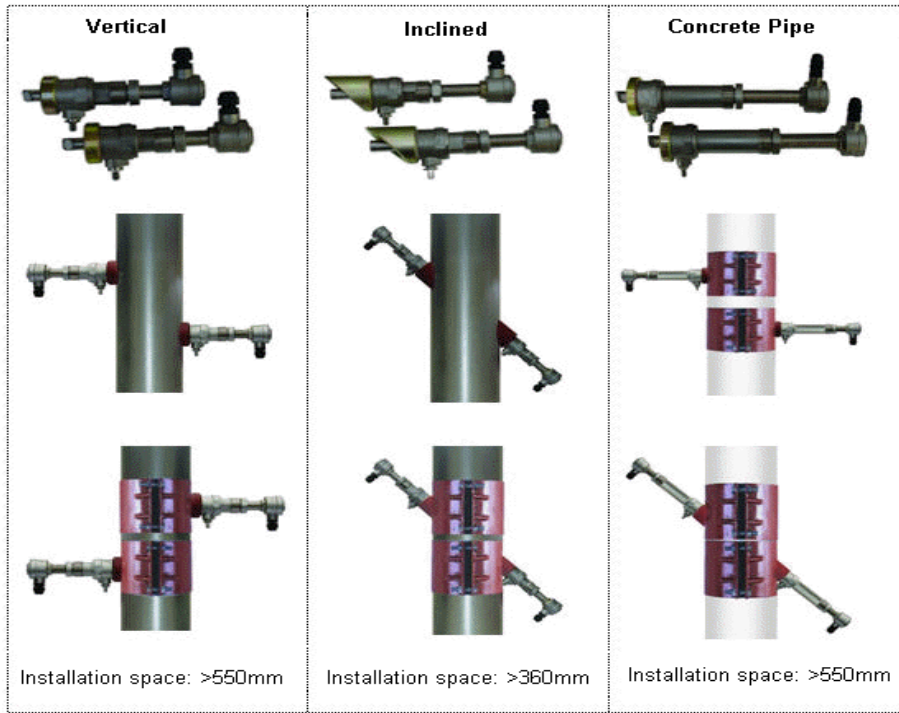 Vertical
Inclined
Concrete Pipe
Installation space: >550mm
Installation space: >360mm
Installation space: >550mm